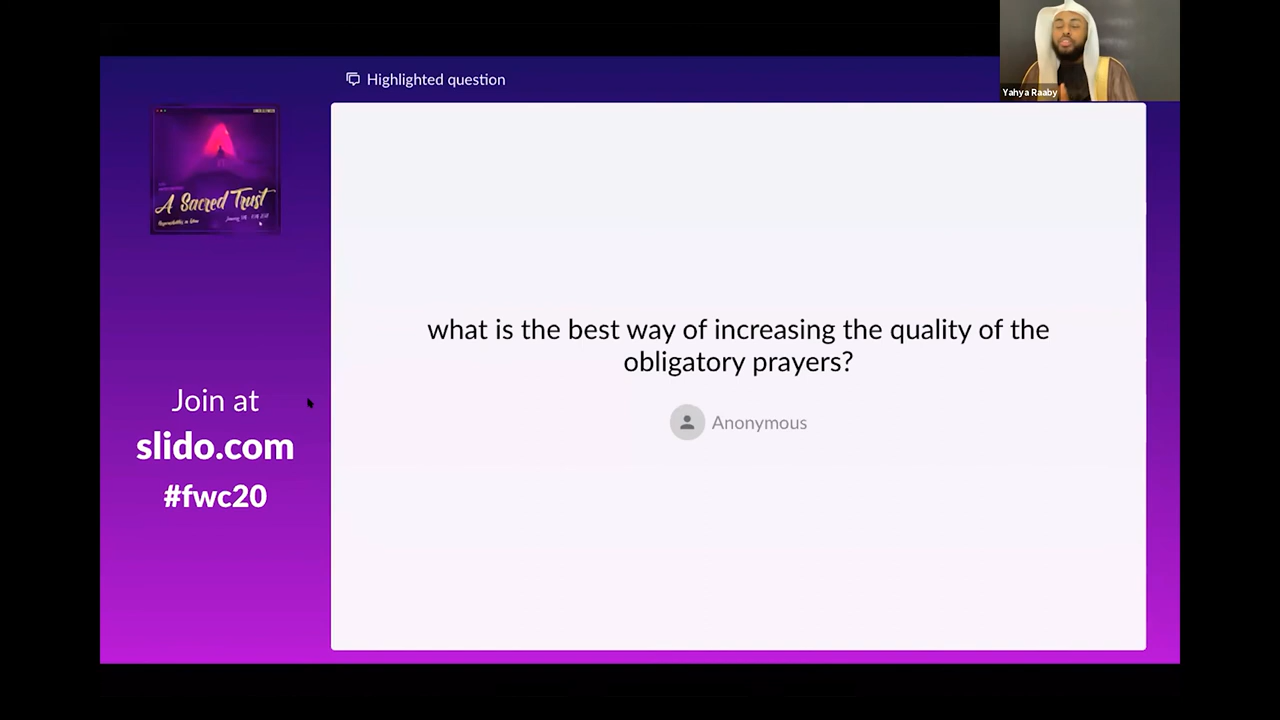 Highlighted question
Yahya Raaby
A Sacred Trust
what is the best way of increasing the quality of the
obligatory prayers?
Anonymous
Join at
slido.com
#fwc20